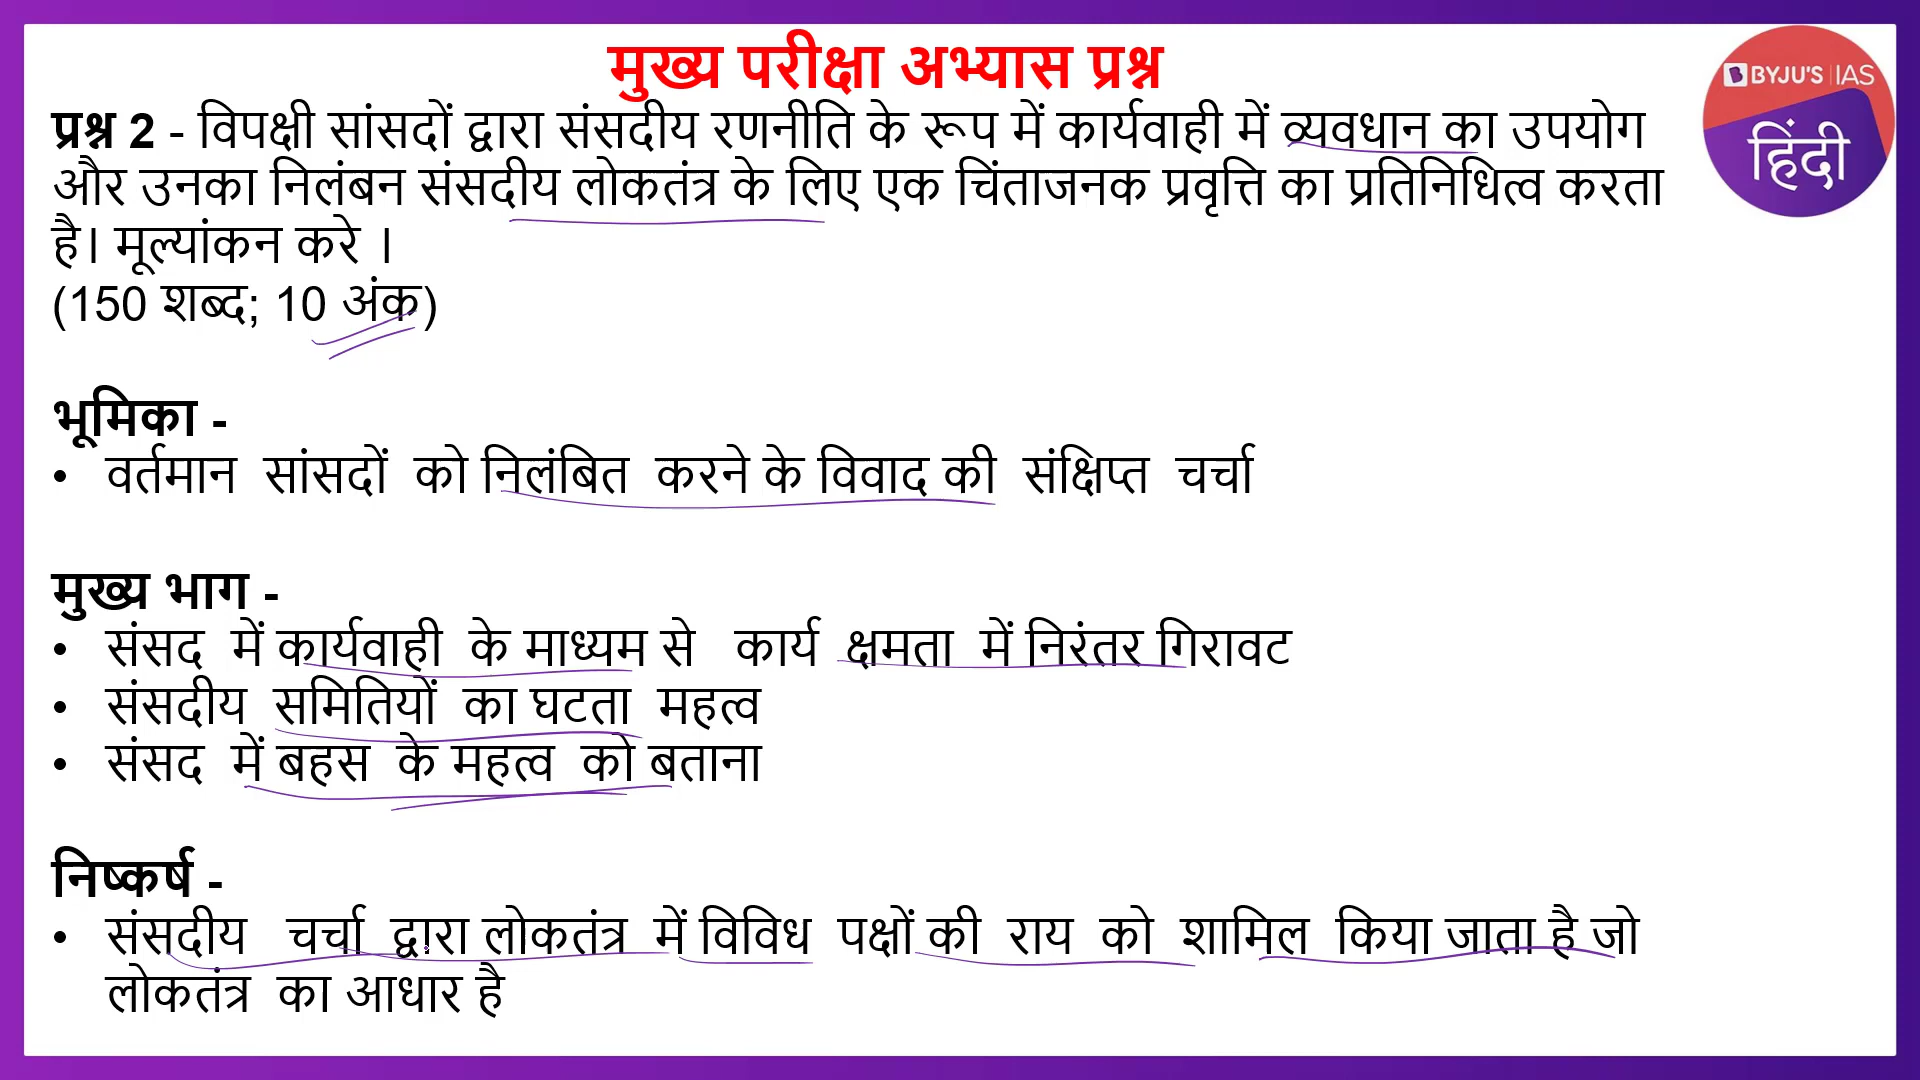 मुख्य परीक्षा अभ्यास प्रश्न
BYJU'S IAS
हिंदी
प्रश्न 2 - विपक्षी सांसदों द्वारा संसदीय रणनीति के रूप में कार्यवाही में व्यवधान का उपयोग
और उनका निलंबन संसदीय लोकतंत्र के लिए एक चिंताजनक प्रवृत्ति का प्रतिनिधित्व करता
है। मूल्यांकन करे ।
(150 शब्द; 10 अंक)
भूमिका -
• वर्तमान सांसदों को निलंबित करने के विवाद की संक्षिप्त चर्चा
मुख्य भाग -
• संसद में कार्यवाही के माध्यम से कार्य क्षमता में निरंतर गिरावट
• संसदीय समितियों का घटता महत्व
• संसद में बहस के महत्व को बताना
निष्कर्ष -
• संसदीय चर्चा द्वारा लोकतंत्र में विविध पक्षों की राय को शामिल किया जाता है जो
लोकतंत्र का आधार है